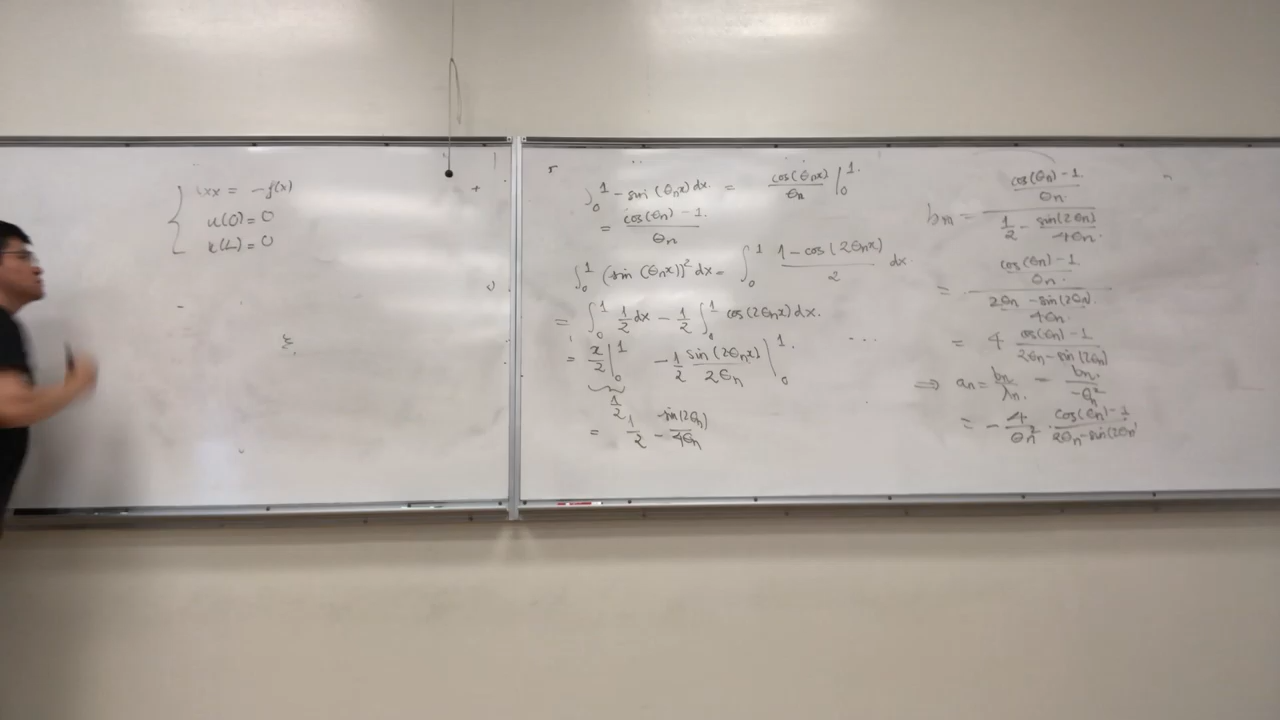 xx = -f(x)
u(0) = 0
u(L) = 0
ξ
∫₀¹ -sin(θₙx)dx = cos(θₙx)/θₙ |₀¹.
= cos(θₙ) - 1. / θₙ
∫₀¹ (sin(θₙx))² dx = ∫₀¹ 1 - cos(2θₙx) / 2 dx
= ∫₀¹ 1/2 dx - 1/2 ∫₀¹ cos(2θₙx)dx.
= x/2 |₀¹ - 1/2 sin(2θₙx)/2θₙ |₀¹. ...
1/2
= 1/2 - sin(2θₙ)/4θₙ
bₙ = (cos(θₙ) - 1. / θₙ.) / (1/2 - sin(2θₙ)/4θₙ.)
= (cos(θₙ) - 1 / θₙ.) / (2θₙ - sin(2θₙ). / 4θₙ.)
= 4 cos(θₙ) - 1 / 2θₙ - sin(2θₙ)
⟹ aₙ = bₙ/λₙ. = bₙ./-θₙ²
= - 4/θₙ² · cos(θₙ) - 1 / 2θₙ - sin(2θₙ)